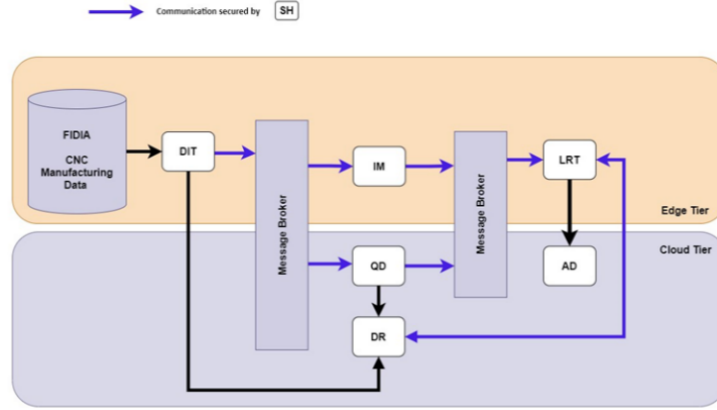 Communication secured by
SH
FIDIA
CNC
Manufacturing
Data
DIT
Message Broker
IM
Message Broker
LRT
Edge Tier
Cloud Tier
QD
AD
DR